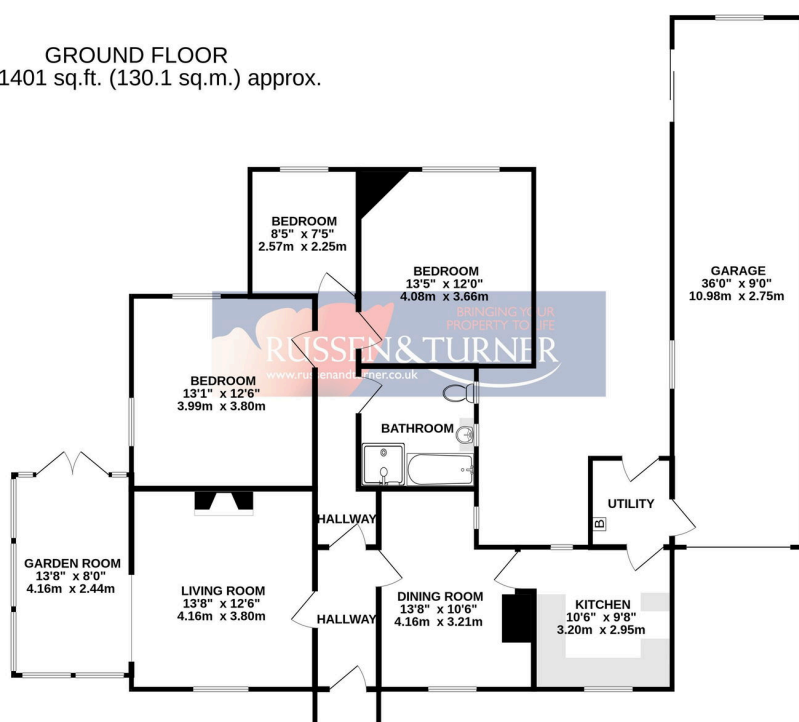 GROUND FLOOR
1401 sq.ft. (130.1 sq.m.) approx.
BEDROOM
8'5" x 7'5"
2.57m x 2.25m
BEDROOM
13'5" x 12'0"
4.08m x 3.66m
GARAGE
36'0" x 9'0"
10.98m x 2.75m
BRINGING YOUR
PROPERTY TO LIFE
RUSSEN & TURNER
www.russenandturner.co.uk
BEDROOM
13'1" x 12'6"
3.99m x 3.80m
BATHROOM
UTILITY
B
HALLWAY
GARDEN ROOM
13'8" x 8'0"
4.16m x 2.44m
LIVING ROOM
13'8" x 12'6"
4.16m x 3.80m
HALLWAY
DINING ROOM
13'8" x 10'6"
4.16m x 3.21m
KITCHEN
10'6" x 9'8"
3.20m x 2.95m